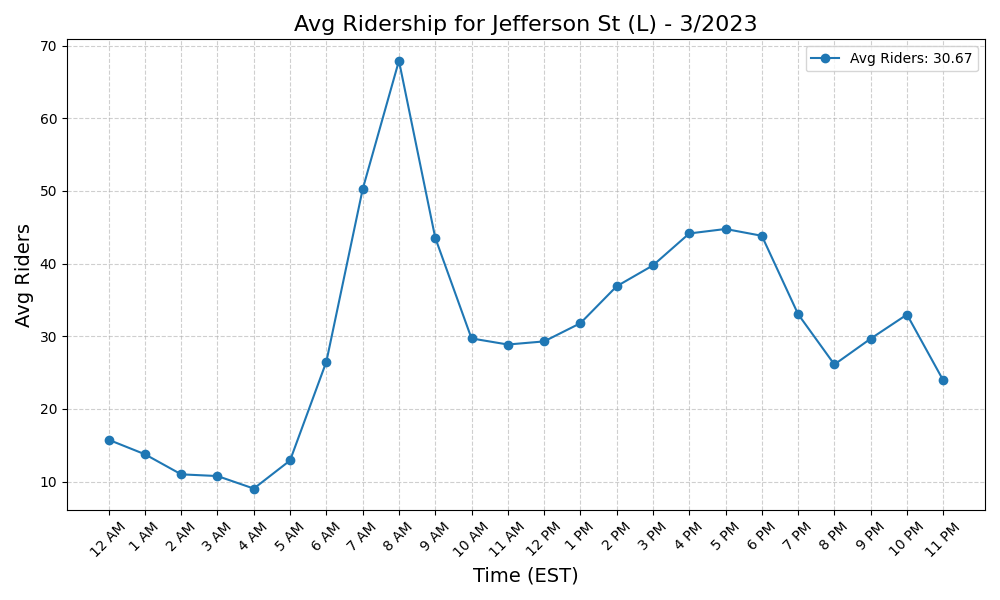 Avg Ridership for Jefferson St (L) - 3/2023
Avg Riders: 30.67
Avg Riders
70
60
50
40
30
20
10
12 AM
1 AM
2 AM
3 AM
4 AM
5 AM
6 AM
7 AM
8 AM
9 AM
10 AM
11 AM
12 PM
1 PM
2 PM
3 PM
4 PM
5 PM
6 PM
7 PM
8 PM
9 PM
10 PM
11 PM
Time (EST)